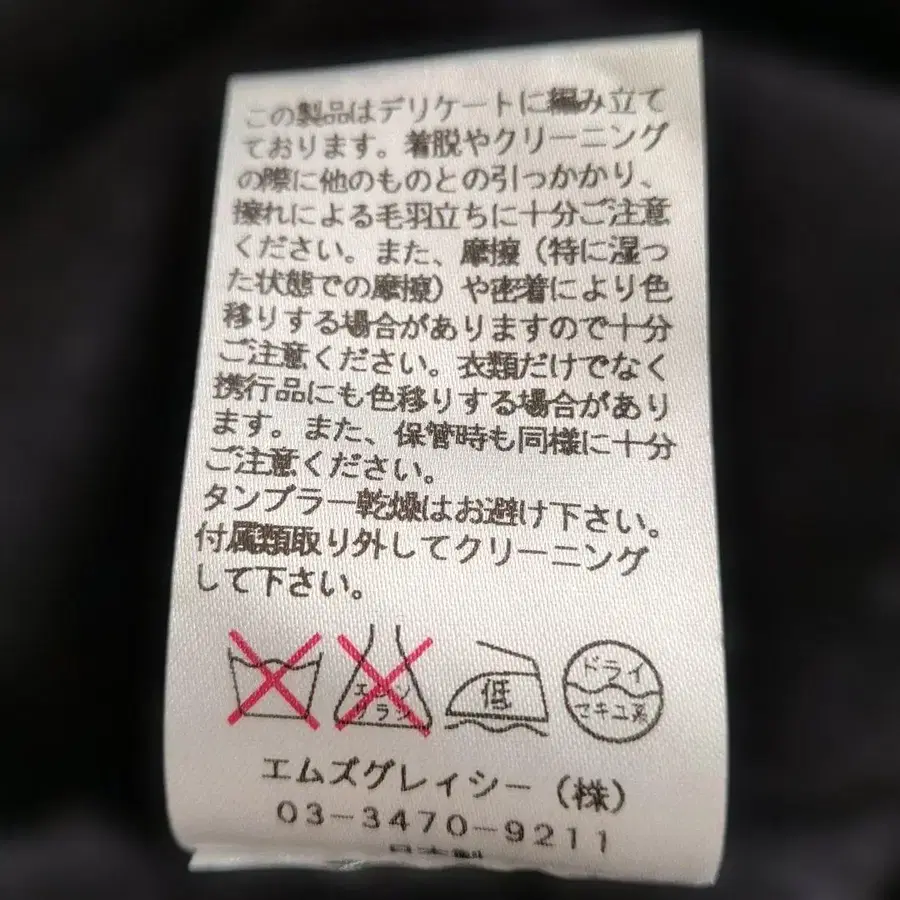 この製品はデリケートに編み立て
ております。着脱やクリーニング
の際に他のものとの引っかかり、
擦れによる毛羽立ちに十分ご注意
ください。また、摩擦（特に湿っ
た状態での摩擦）や密着により色
移りする場合がありますので十分
ご注意ください。衣類だけでなく
携行品にも色移りする場合があり
ます。また、保管時も同様に十分
ご注意ください。
タンブラー乾燥はお避け下さい。
付属類取り外してクリーニング
して下さい。
エンソ
サラシ
低
ドライ
セキユ系
エムズグレイシー（株）
03-3470-9211
日本製